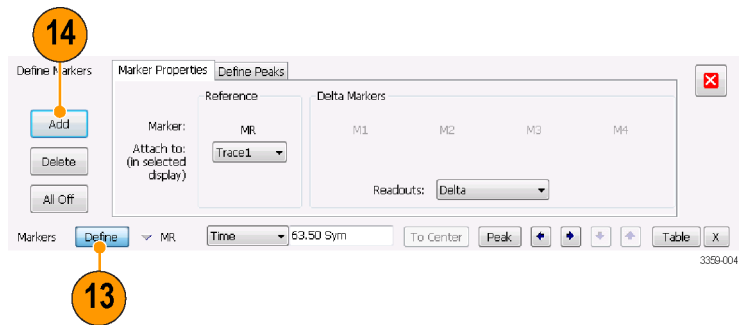 14
Define Markers Marker Properties Define Peaks
Reference Delta Markers
Add Marker: MR M1 M2 M3 M4
Attach to: Trace1
(in selected
display)
Delete
Readouts: Delta
All Off
Markers Define MR Time 63.50 Sym To Center Peak Table X
3359-004
13